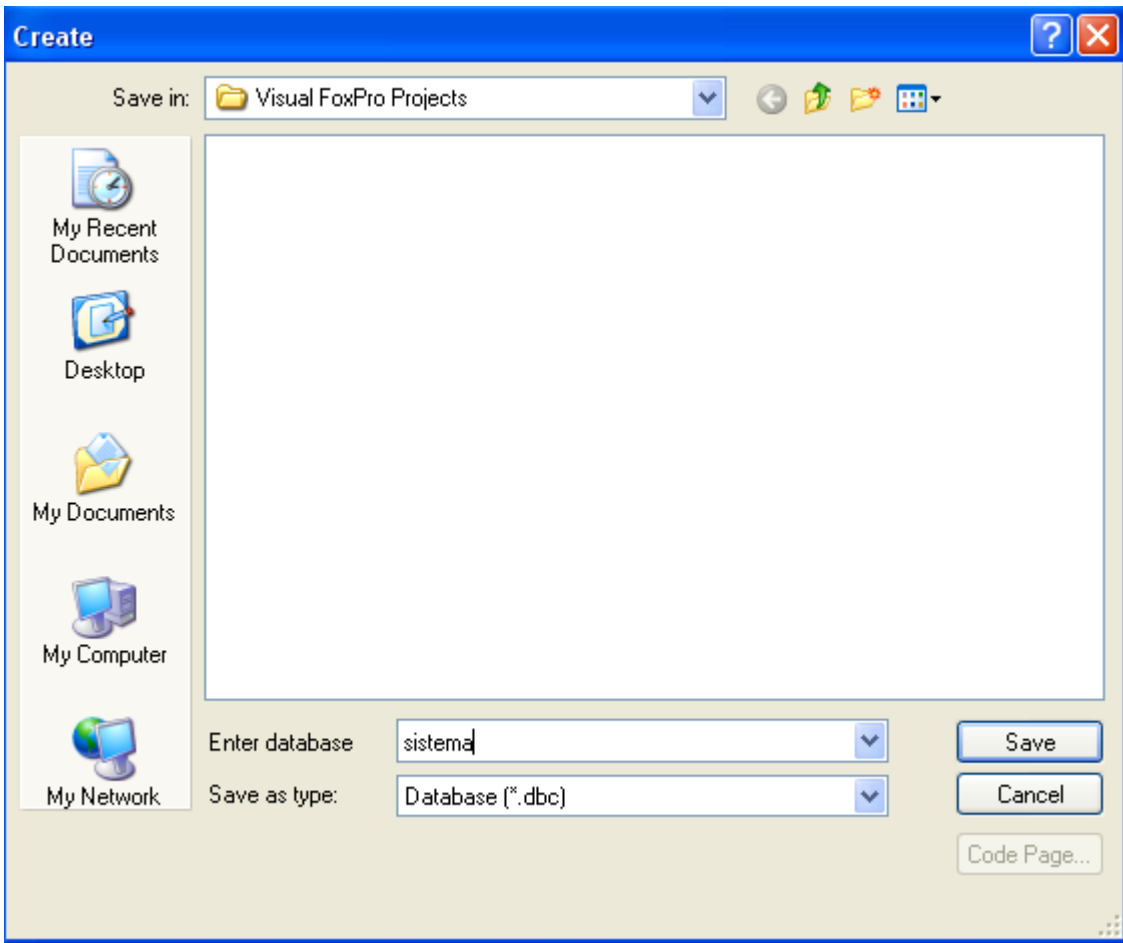 Create
Save in:
Visual FoxPro Projects
My Recent
Documents
Desktop
My Documents
My Computer
My Network
Enter database
sistema
Save
Save as type:
Database (*.dbc)
Cancel
Code Page...